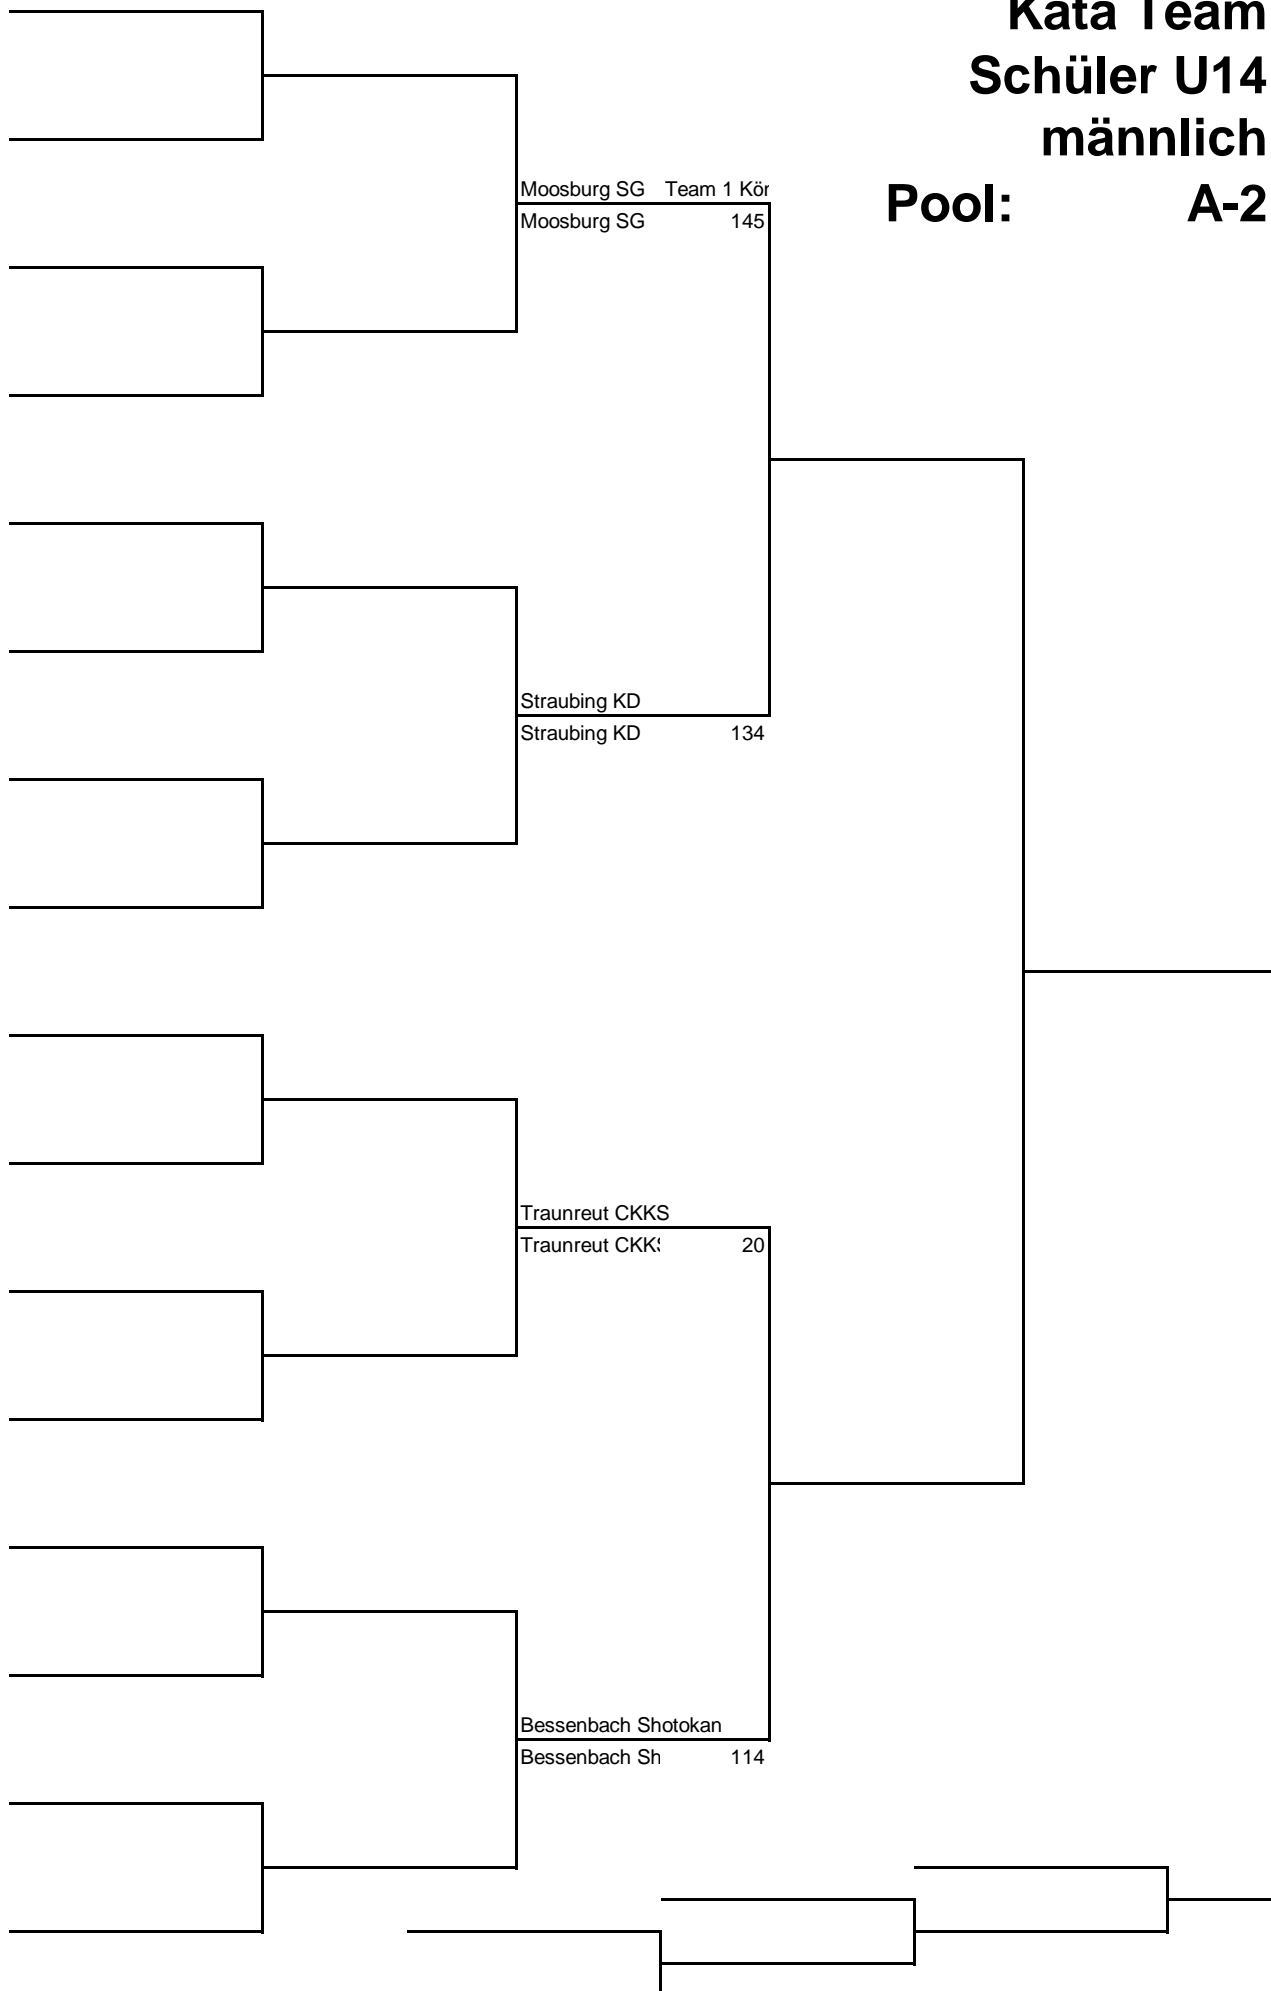 Kata Team
Schüler U14
männlich
Pool: A-2
Moosburg SG Team 1 Kör
Moosburg SG 145
Straubing KD
Straubing KD 134
Traunreut CKKS
Traunreut CKKS 20
Bessenbach Shotokan
Bessenbach Sh 114